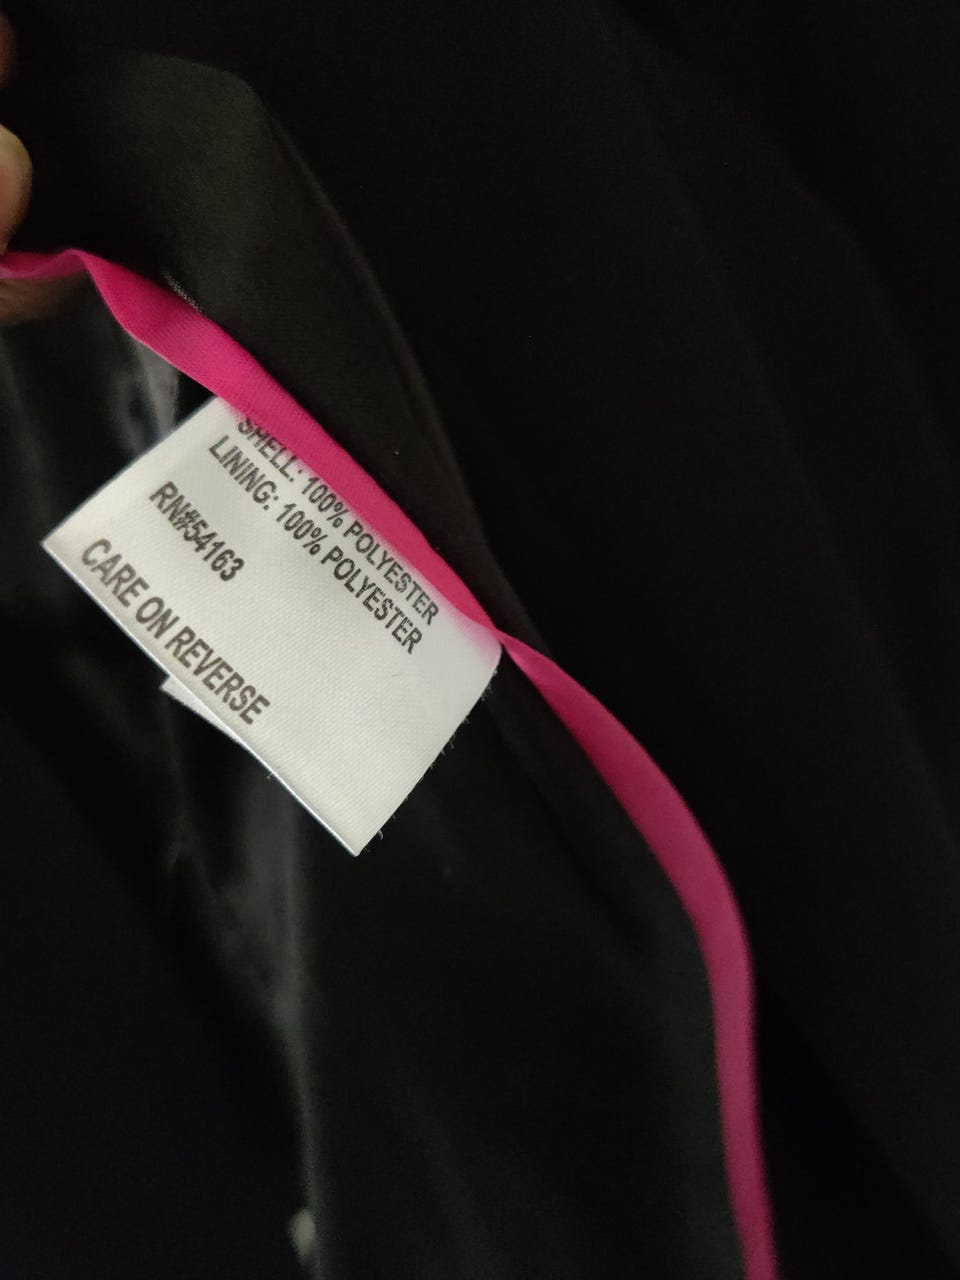 SHELL: 100% POLYESTER
LINING: 100% POLYESTER
RN#54163
CARE ON REVERSE